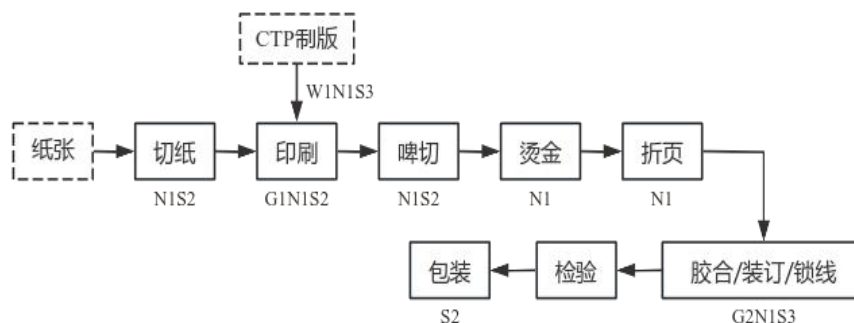 CTP制版
W1N1S3
纸张
切纸
印刷
啤切
烫金
折页
N1S2
G1N1S2
N1S2
N1
N1
包装
检验
胶合/装订/锁线
S2
G2N1S3